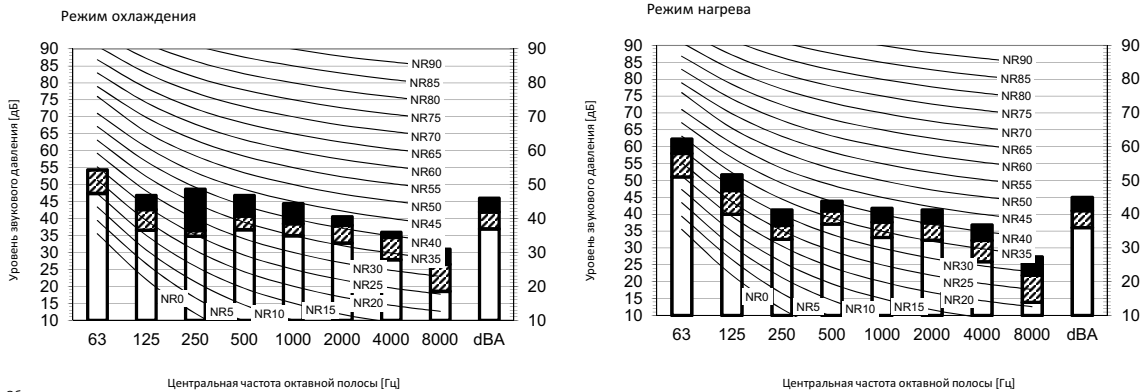 Режим охлаждения
90
85
80
75
70
65
60
55
50
45
40
35
30
25
20
15
10
Уровень звукового давления [дБ]
NR90
NR85
NR80
NR75
NR70
NR65
NR60
NR55
NR50
NR45
NR40
NR35
NR30
NR25
NR20
NR15
NR10
NR5
NR0
90
80
70
60
50
40
30
20
10
63 125 250 500 1000 2000 4000 8000 dBA
Центральная частота октавной полосы [Гц]
Режим нагрева
90
85
80
75
70
65
60
55
50
45
40
35
30
25
20
15
10
Уровень звукового давления [дБ]
NR90
NR85
NR80
NR75
NR70
NR65
NR60
NR55
NR50
NR45
NR40
NR35
NR30
NR25
NR20
NR15
NR10
NR5
NR0
90
80
70
60
50
40
30
20
10
63 125 250 500 1000 2000 4000 8000 dBA
Центральная частота октавной полосы [Гц]